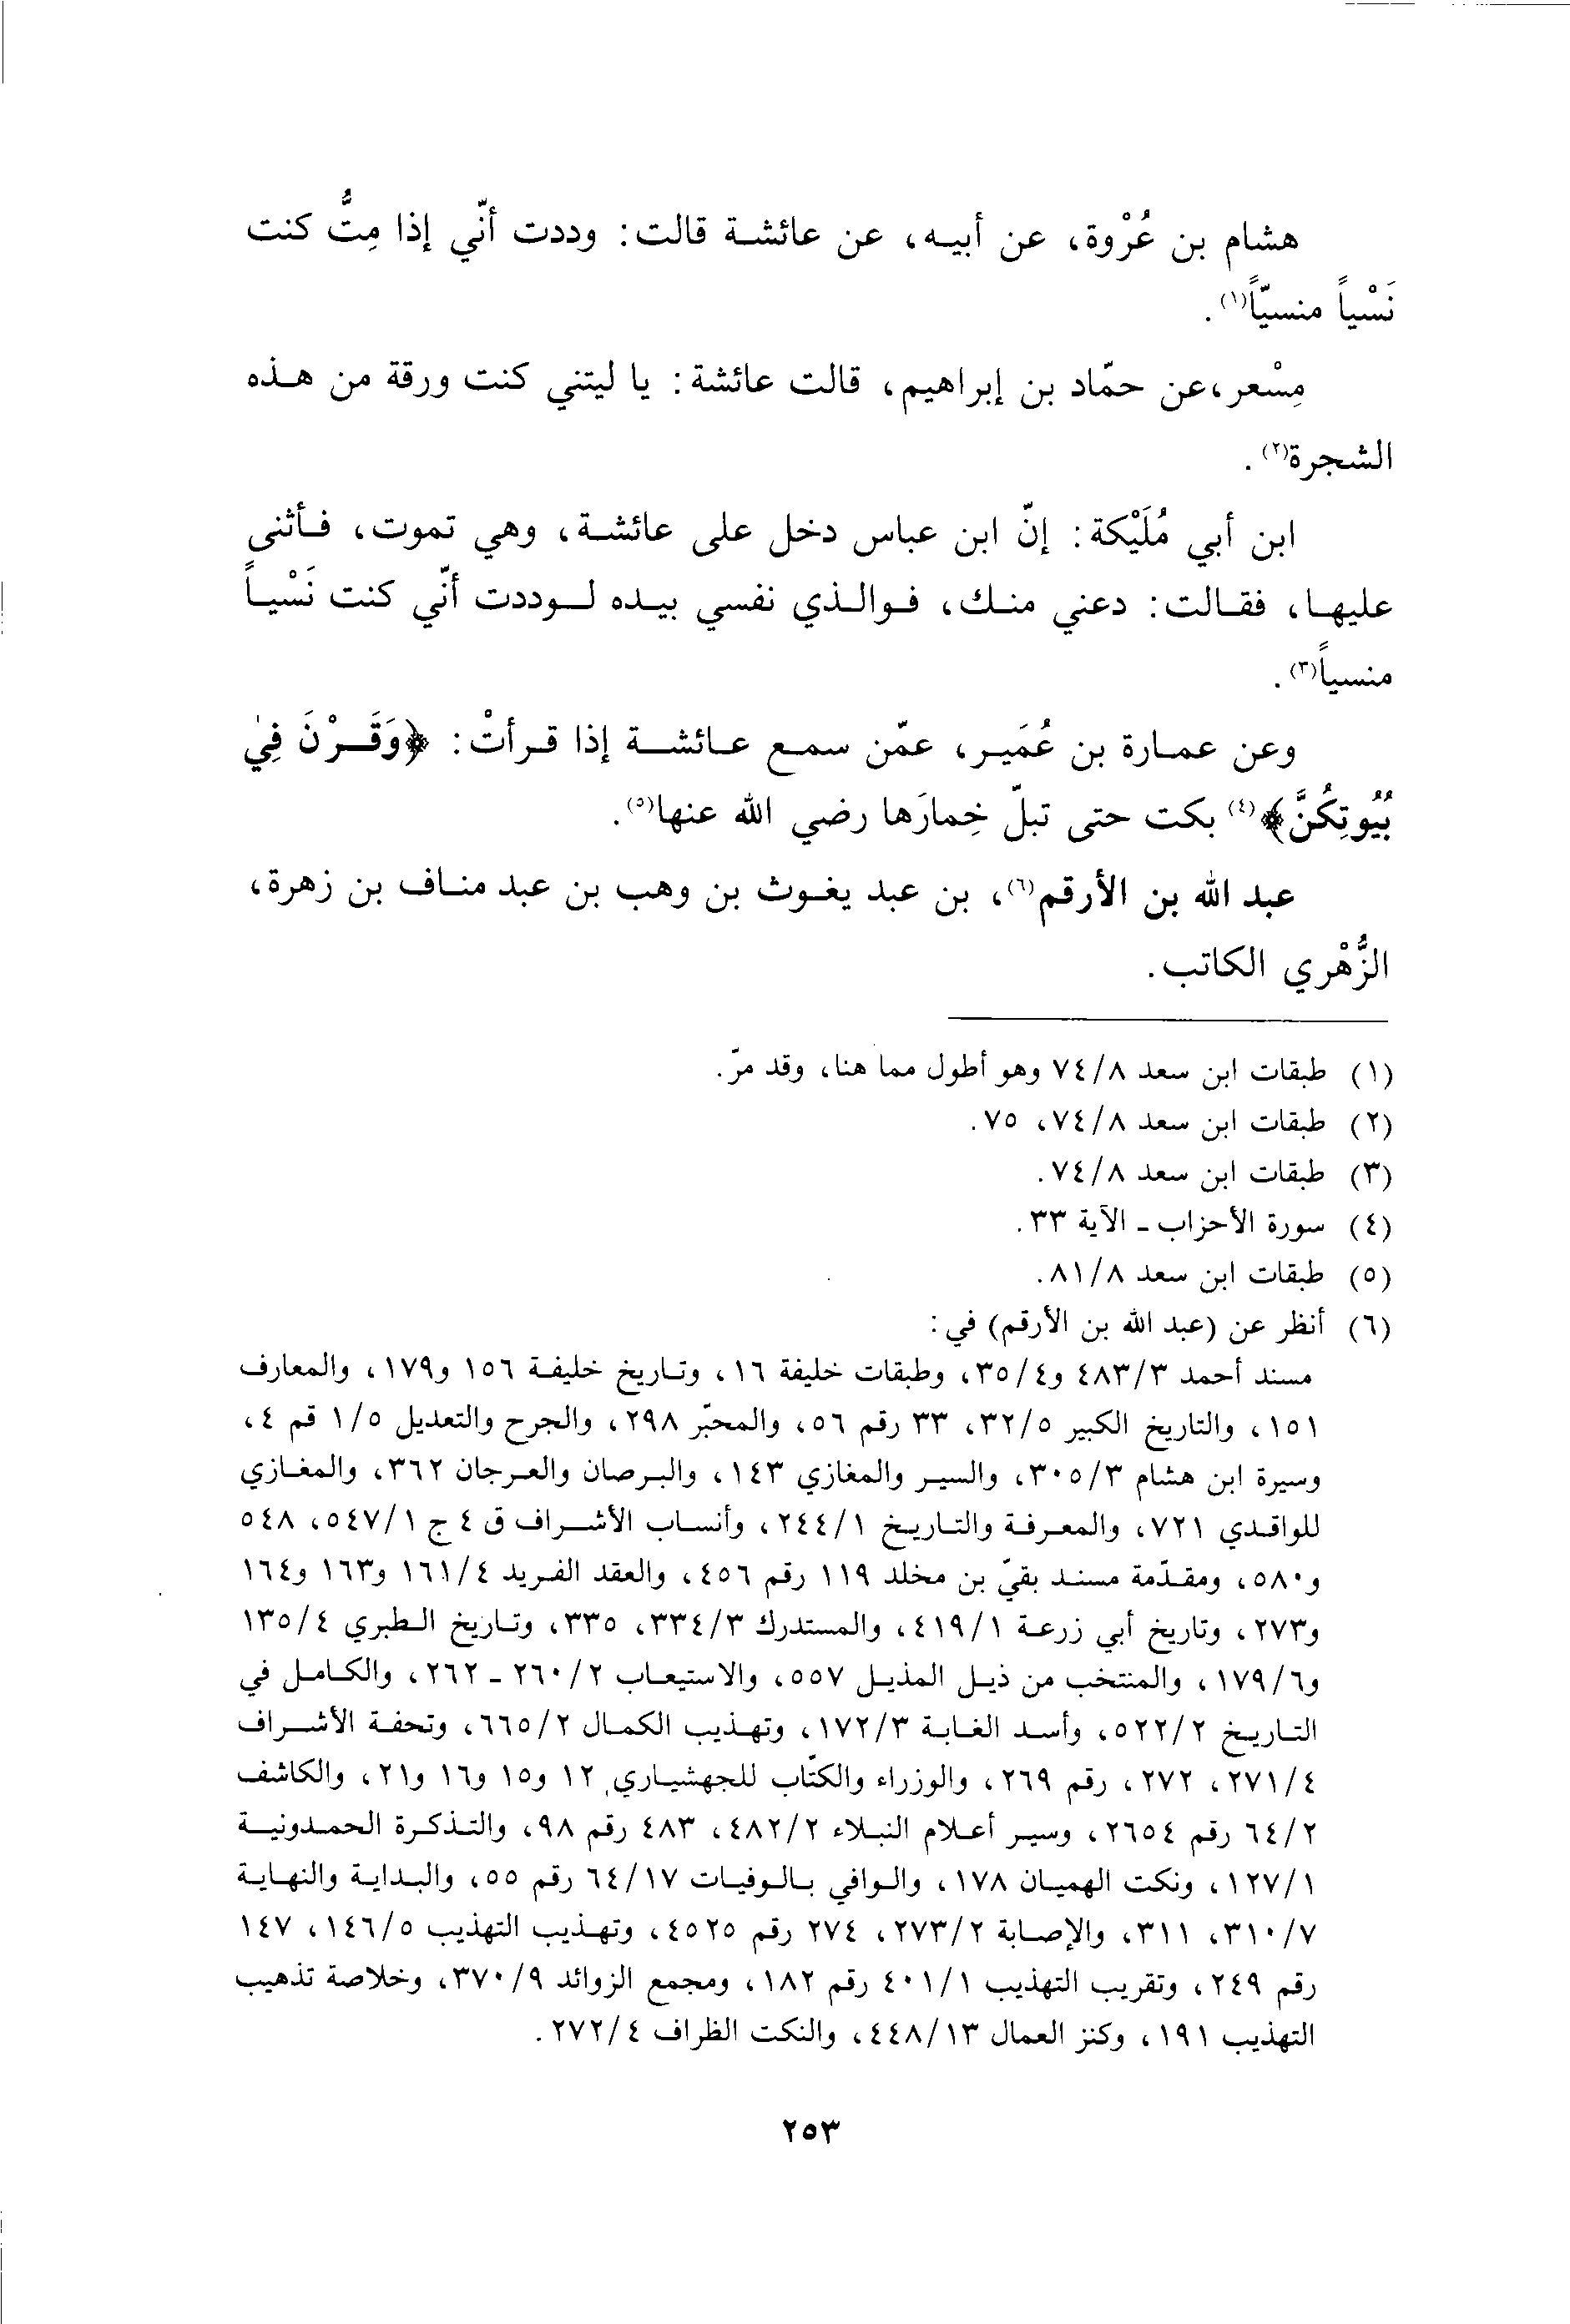 هشام بن عُرْوة، عن أبيه، عن عائشة قالت: وددت أنّي إذا مِتُّ كنت
نَسْياً منسيّاً(١).
مِسْعر،عن حمّاد بن إبراهيم، قالت عائشة: يا ليتني كنت ورقة من هذه
الشجرة(٢).
ابن أبي مُلَيْكة: إنّ ابن عباس دخل على عائشة، وهي تموت، فأثنى
عليها، فقالت: دعني منك، فوالذي نفسي بيده لوددت أنّي كنت نَسْياً
منسياً(٣).
وعن عمارة بن عُمَير، عمّن سمع عائشة إذا قرأتْ: ﴿وَقَرْنَ فِيْ
بُيُوتِكُنَّ﴾(٤) بكت حتى تبلّ خِمارَها رضي الله عنها(٥).
عبد الله بن الأرقم(٦)، بن عبد يغوث بن وهب بن عبد مناف بن زهرة،
الزُّهْري الكاتب.
(١) طبقات ابن سعد ٧٤/٨ وهو أطول مما هنا، وقد مرّ.
(٢) طبقات ابن سعد ٧٤/٨، ٧٥.
(٣) طبقات ابن سعد ٧٤/٨.
(٤) سورة الأحزاب - الآية ٣٣.
(٥) طبقات ابن سعد ٨١/٨.
(٦) أنظر عن (عبد الله بن الأرقم) في:
مسند أحمد ٤٨٣/٣ و٣٥/٤، وطبقات خليفة ١٦، وتاريخ خليفة ١٥٦ و١٧٩، والمعارف
١٥١، والتاريخ الكبير ٣٢/٥، ٣٣ رقم ٥٦، والمحبّر ٢٩٨، والجرح والتعديل ١/٥ قم ٤،
وسيرة ابن هشام ٣٠٥/٣، والسير والمغازي ١٤٣، والبرصان والعرجان ٣٦٢، والمغازي
للواقدي ٧٢١، والمعرفة والتاريخ ٢٤٤/١، وأنساب الأشراف ق ٤ ج ٥٤٧/١، ٥٤٨
و٥٨٠، ومقدّمة مسند بقيّ بن مخلد ١١٩ رقم ٤٥٦، والعقد الفريد ١٦١/٤ و١٦٣ و١٦٤
و٢٧٣، وتاريخ أبي زرعة ٤١٩/١، والمستدرك ٣٣٤/٣، ٣٣٥، وتاريخ الطبري ١٣٥/٤
و١٧٩/٦، والمنتخب من ذيل المذيل ٥٥٧، والاستيعاب ٢٦٠/٢ - ٢٦٢، والكامل في
التاريخ ٥٢٢/٢، وأسد الغابة ١٧٢/٣، وتهذيب الكمال ٦٦٥/٢، وتحفة الأشراف
٢٧١/٤، ٢٧٢، رقم ٢٦٩، والوزراء والكتّاب للجهشياري، ١٢ و١٥ و١٦ و٢١، والكاشف
٦٤/٢ رقم ٢٦٥٤، وسير أعلام النبلاء ٤٨٢/٢، ٤٨٣ رقم ٩٨، والتذكرة الحمدونية
١٢٧/١، ونكت الهميان ١٧٨، والوافي بالوفيات ٦٤/١٧ رقم ٥٥، والبداية والنهاية
٣١٠/٧، ٣١١، والإصابة ٢٧٣/٢، ٢٧٤ رقم ٤٥٢٥، وتهذيب التهذيب ١٤٦/٥، ١٤٧
رقم ٢٤٩، وتقريب التهذيب ٤٠١/١ رقم ١٨٢، ومجمع الزوائد ٣٧٠/٩، وخلاصة تذهيب
التهذيب ١٩١، وكنز العمال ٤٤٨/١٣، والنكت الظراف ٢٧٢/٤.
٢٥٣